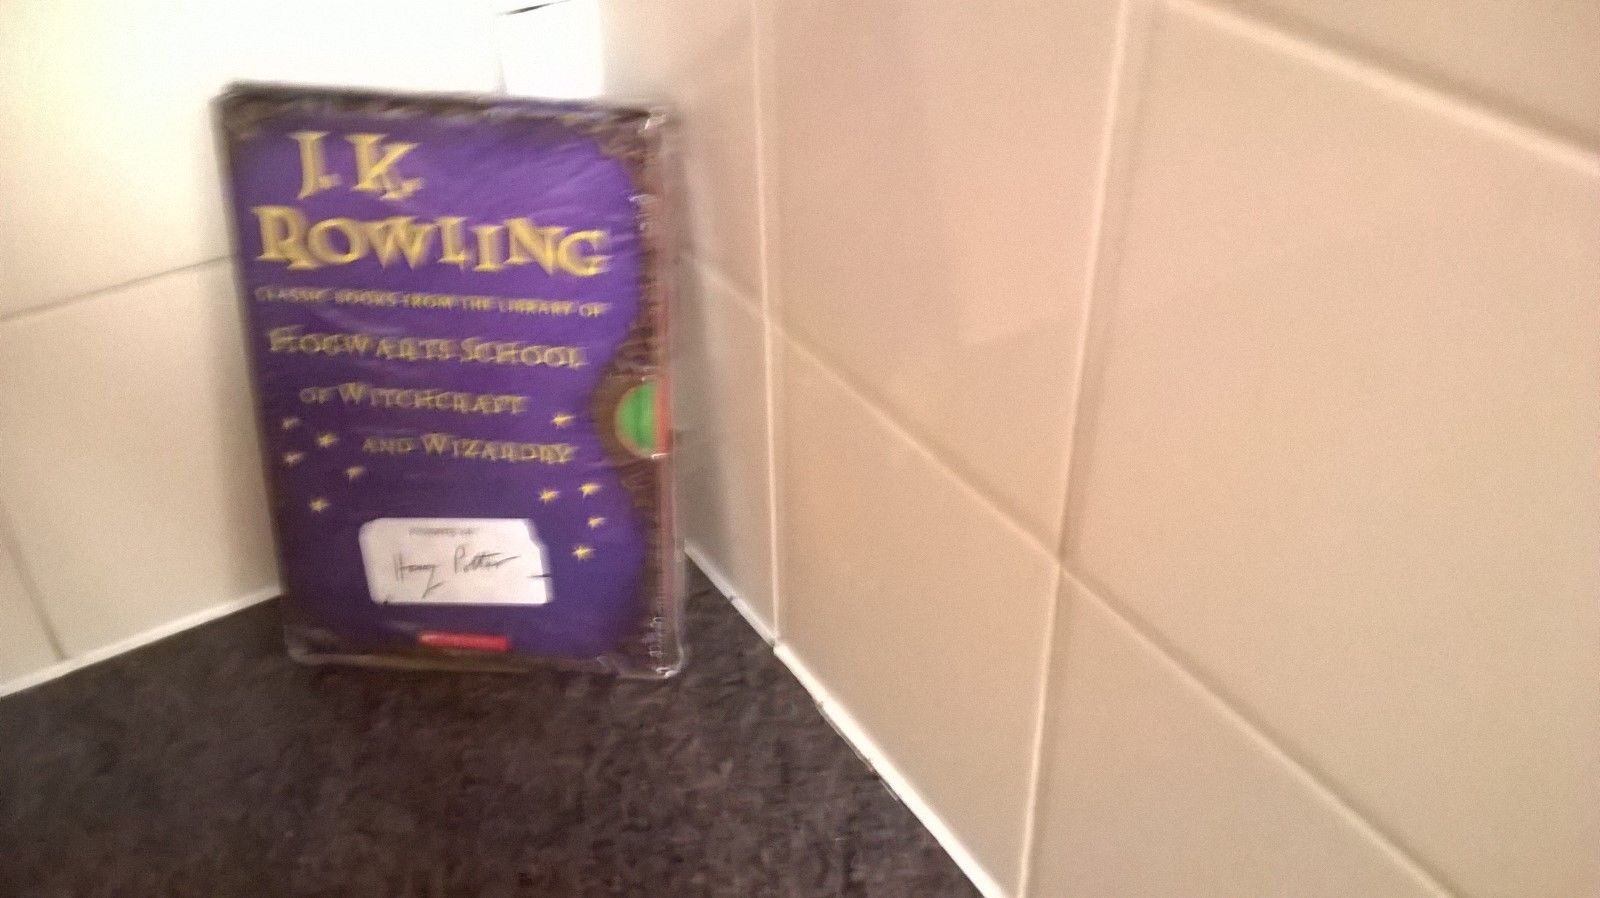 J.K.
ROWLING
CLASSIC BOOKS FROM THE LIBRARY OF
HOGWARTS SCHOOL
OF WITCHCRAFT
AND WIZARDRY
Harry Potter